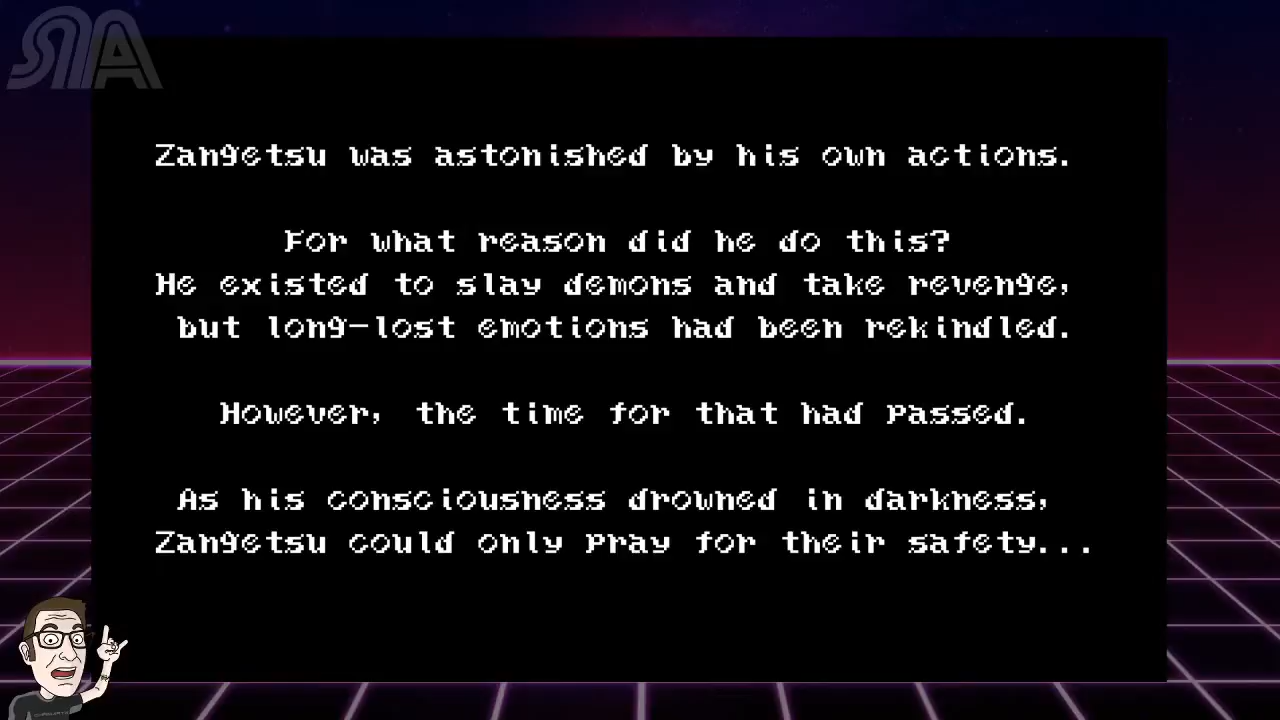 Zangetsu was astonished by his own actions.
For what reason did he do this?
He existed to slay demons and take revenge,
but long-lost emotions had been rekindled.
However, the time for that had passed.
As his consciousness drowned in darkness,
Zangetsu could only pray for their safety...